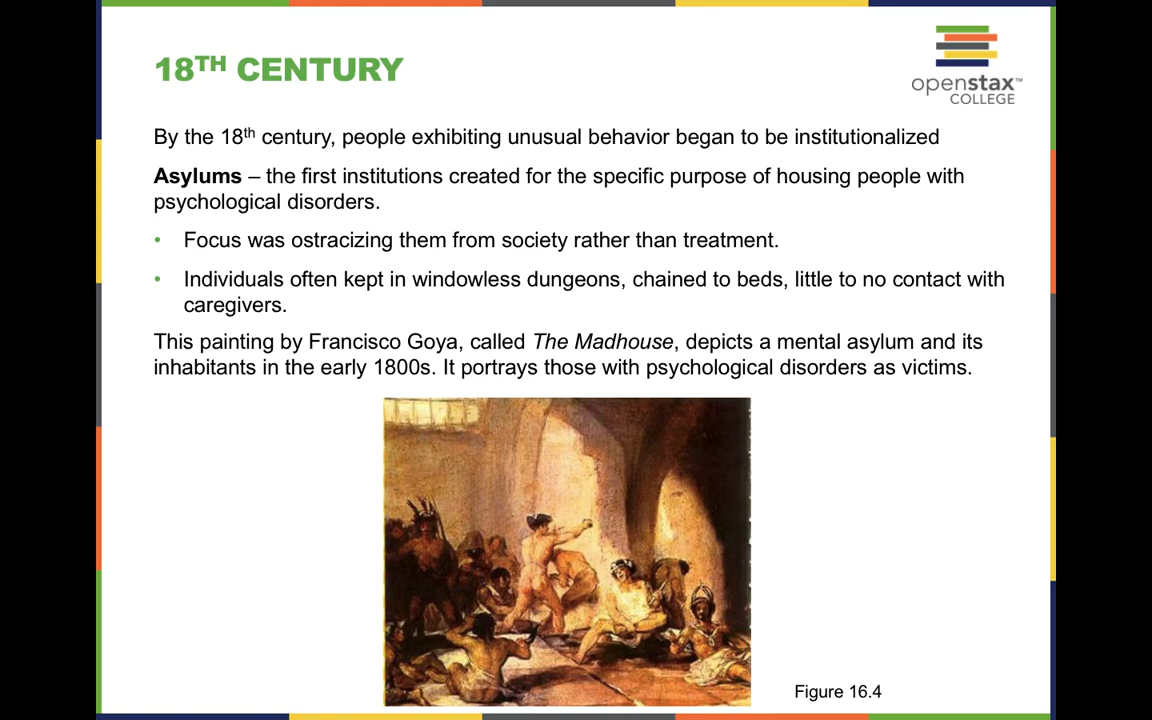 18TH CENTURY
openstax™
COLLEGE
By the 18th century, people exhibiting unusual behavior began to be institutionalized
Asylums – the first institutions created for the specific purpose of housing people with
psychological disorders.
• Focus was ostracizing them from society rather than treatment.
• Individuals often kept in windowless dungeons, chained to beds, little to no contact with
caregivers.
This painting by Francisco Goya, called The Madhouse, depicts a mental asylum and its
inhabitants in the early 1800s. It portrays those with psychological disorders as victims.
Figure 16.4